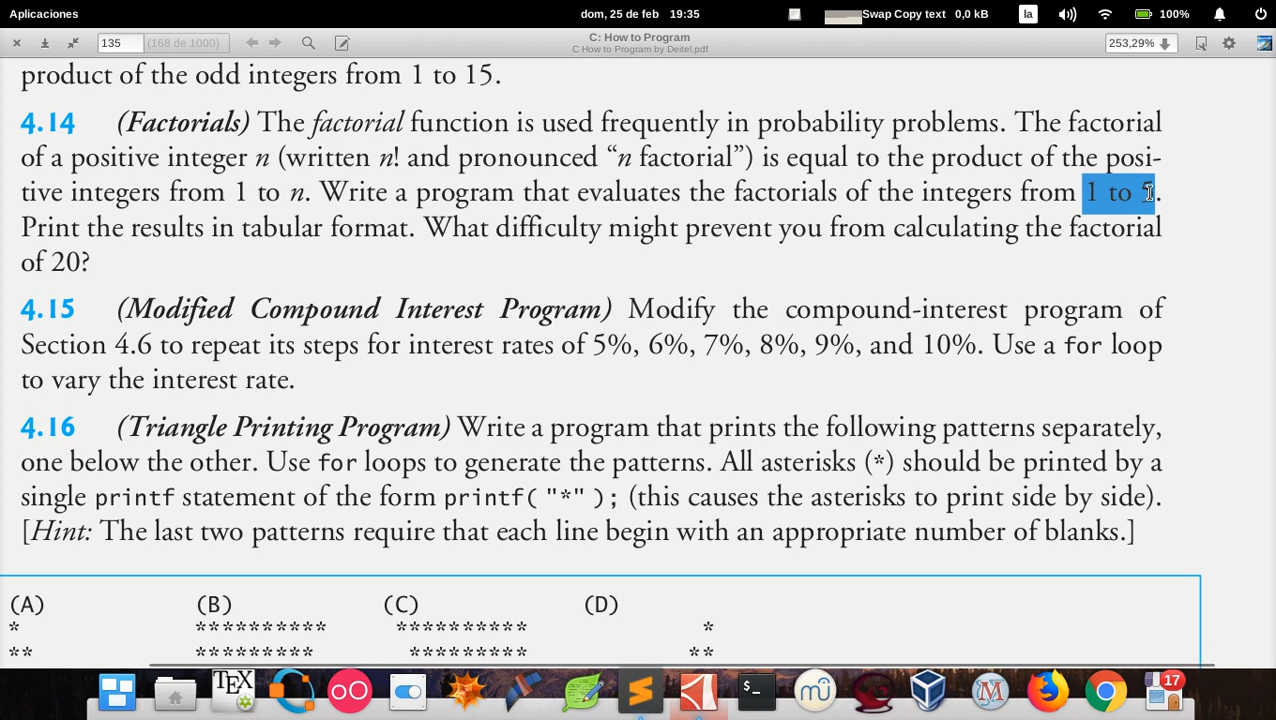 Aplicaciones
dom, 25 de feb 19:35
Swap Copy text 0,0 kB
la
100%
135 (168 de 1000)
C: How to Program
C How to Program by Deitel.pdf
253,29%
product of the odd integers from 1 to 15.
4.14 (Factorials) The factorial function is used frequently in probability problems. The factorial
of a positive integer n (written n! and pronounced “n factorial”) is equal to the product of the posi-
tive integers from 1 to n. Write a program that evaluates the factorials of the integers from 1 to 5.
Print the results in tabular format. What difficulty might prevent you from calculating the factorial
of 20?
4.15 (Modified Compound Interest Program) Modify the compound-interest program of
Section 4.6 to repeat its steps for interest rates of 5%, 6%, 7%, 8%, 9%, and 10%. Use a for loop
to vary the interest rate.
4.16 (Triangle Printing Program) Write a program that prints the following patterns separately,
one below the other. Use for loops to generate the patterns. All asterisks (*) should be printed by a
single printf statement of the form printf( "*" ); (this causes the asterisks to print side by side).
[Hint: The last two patterns require that each line begin with an appropriate number of blanks.]
(A) (B) (C) (D)
* ********** ********** *
** ********* ********* **
TEX
$_
mu
M
17